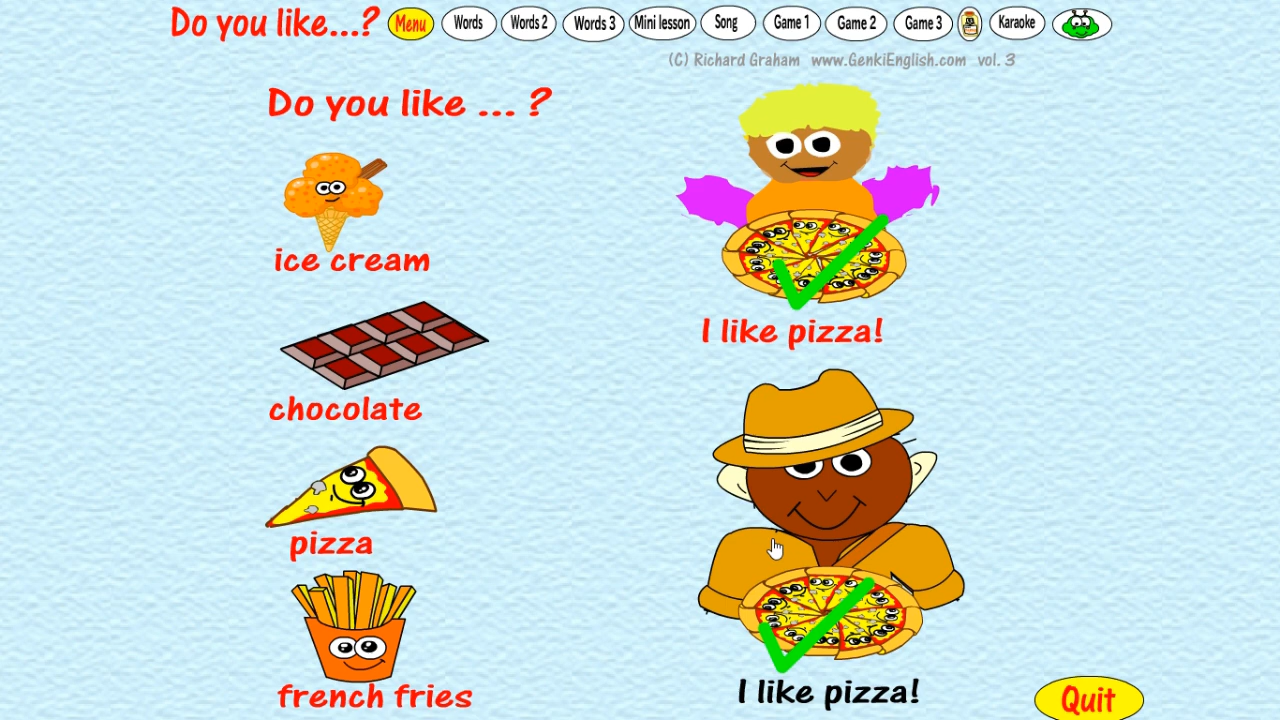 Do you like...?
Menu
Words
Words 2
Words 3
Mini lesson
Song
Game 1
Game 2
Game 3
Karaoke
(C) Richard Graham www.GenkiEnglish.com vol. 3
Do you like ... ?
ice cream
chocolate
pizza
french fries
I like pizza!
I like pizza!
Quit